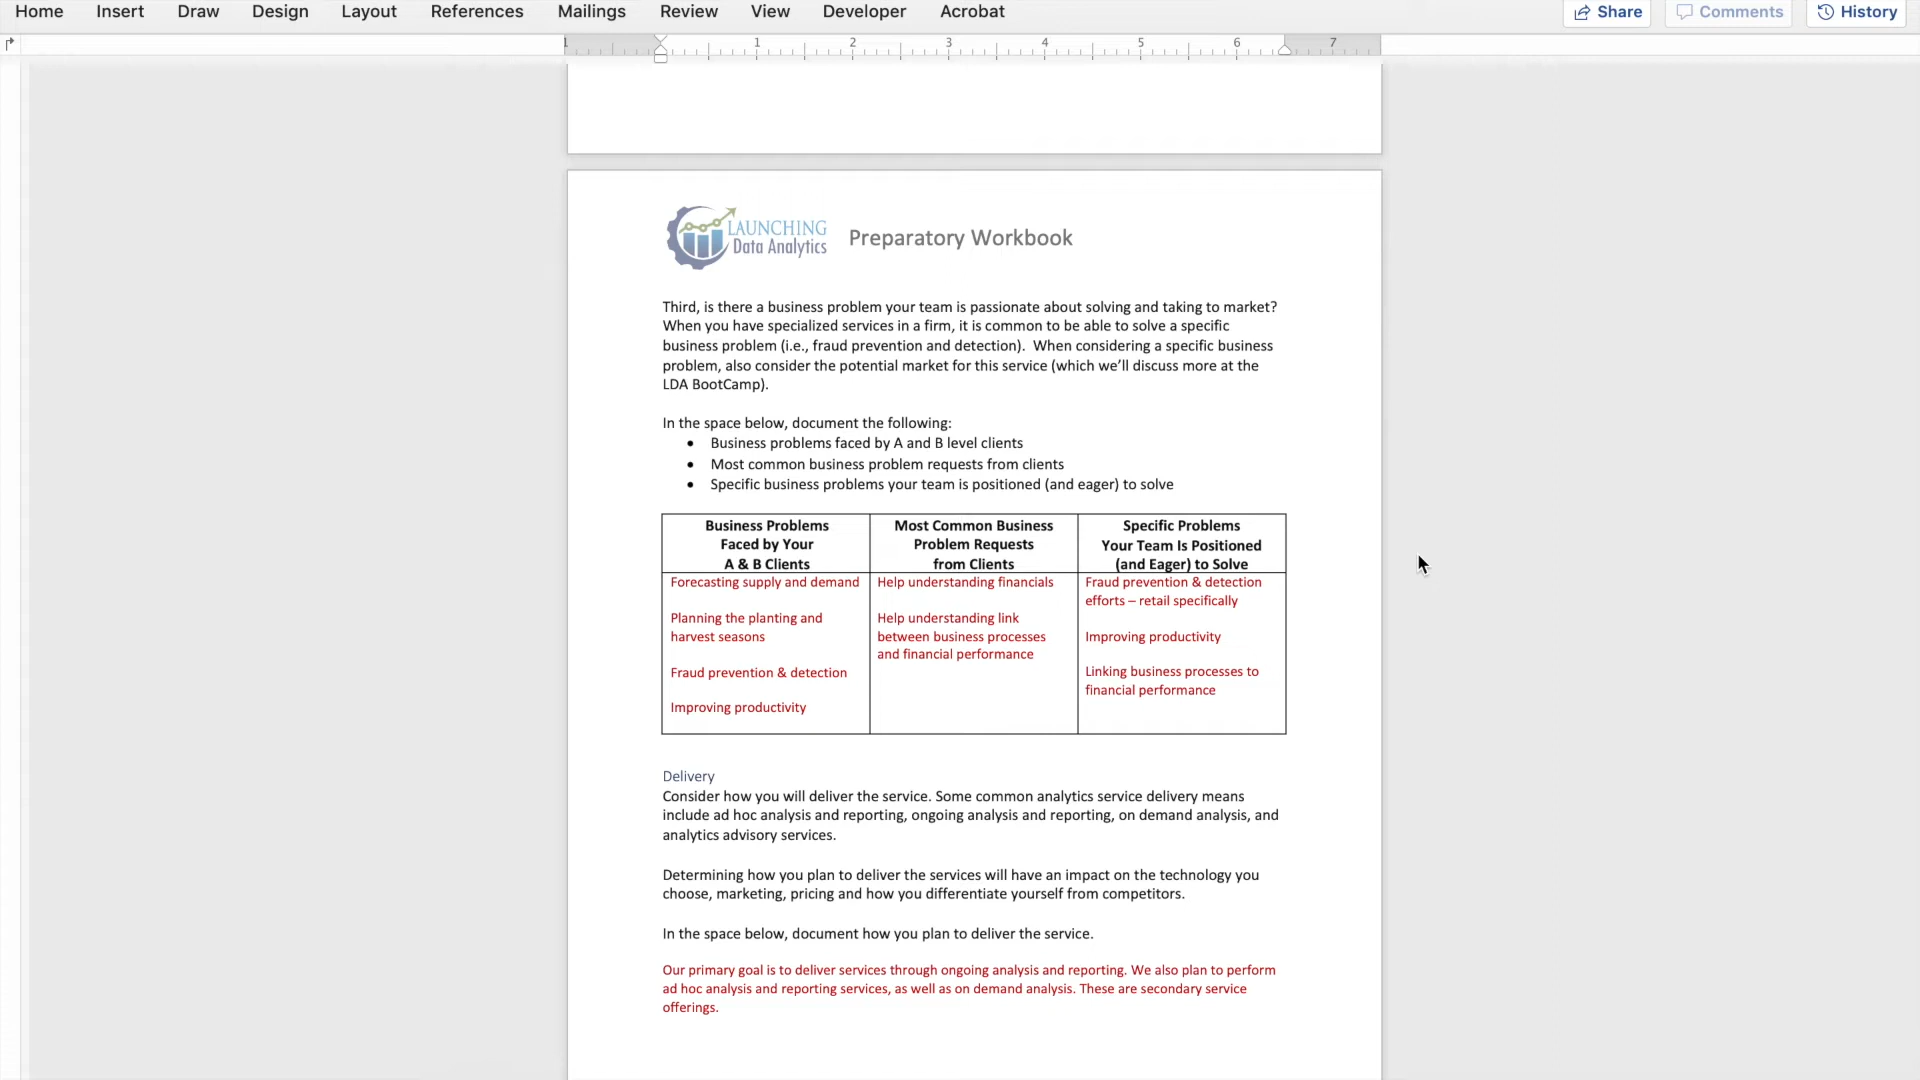 Home Insert Draw Design Layout References Mailings Review View Developer Acrobat Share Comments History
1 1 2 3 4 5 6 7
LAUNCHING
Data Analytics
Preparatory Workbook
Third, is there a business problem your team is passionate about solving and taking to market?
When you have specialized services in a firm, it is common to be able to solve a specific
business problem (i.e., fraud prevention and detection).  When considering a specific business
problem, also consider the potential market for this service (which we’ll discuss more at the
LDA BootCamp).
In the space below, document the following:
• Business problems faced by A and B level clients
• Most common business problem requests from clients
• Specific business problems your team is positioned (and eager) to solve
Business Problems
Faced by Your
A & B Clients
Most Common Business
Problem Requests
from Clients
Specific Problems
Your Team Is Positioned
(and Eager) to Solve
Forecasting supply and demand
Planning the planting and
harvest seasons
Fraud prevention & detection
Improving productivity
Help understanding financials
Help understanding link
between business processes
and financial performance
Fraud prevention & detection
efforts – retail specifically
Improving productivity
Linking business processes to
financial performance
Delivery
Consider how you will deliver the service. Some common analytics service delivery means
include ad hoc analysis and reporting, ongoing analysis and reporting, on demand analysis, and
analytics advisory services.
Determining how you plan to deliver the services will have an impact on the technology you
choose, marketing, pricing and how you differentiate yourself from competitors.
In the space below, document how you plan to deliver the service.
Our primary goal is to deliver services through ongoing analysis and reporting. We also plan to perform
ad hoc analysis and reporting services, as well as on demand analysis. These are secondary service
offerings.